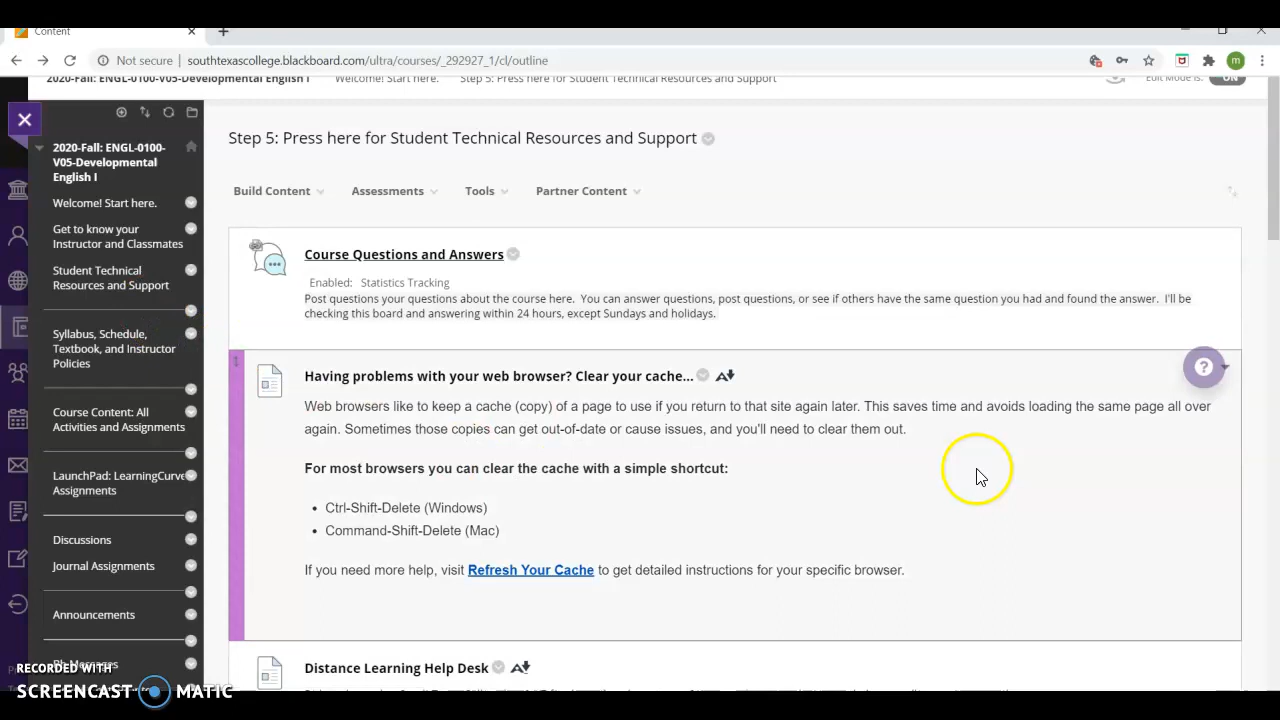 Content
Not secure
southtexascollege.blackboard.com/ultra/courses/_292927_1/cl/outline
m
2020-Fall: ENGL-0100-V05-Developmental English I
Welcome! Start here.
Step 5: Press here for Student Technical Resources and Support
Edit Mode is:
ON
2020-Fall: ENGL-0100-
V05-Developmental
English I
Welcome! Start here.
Get to know your
Instructor and Classmates
Student Technical
Resources and Support
Syllabus, Schedule,
Textbook, and Instructor
Policies
Course Content: All
Activities and Assignments
LaunchPad: LearningCurve
Assignments
Discussions
Journal Assignments
Announcements
Messages
Step 5: Press here for Student Technical Resources and Support
Build Content
Assessments
Tools
Partner Content
Course Questions and Answers
Enabled: Statistics Tracking
Post questions your questions about the course here. You can answer questions, post questions, or see if others have the same question you had and found the answer. I'll be
checking this board and answering within 24 hours, except Sundays and holidays.
Having problems with your web browser? Clear your cache...
Web browsers like to keep a cache (copy) of a page to use if you return to that site again later. This saves time and avoids loading the same page all over
again. Sometimes those copies can get out-of-date or cause issues, and you'll need to clear them out.
For most browsers you can clear the cache with a simple shortcut:
• Ctrl-Shift-Delete (Windows)
• Command-Shift-Delete (Mac)
If you need more help, visit Refresh Your Cache to get detailed instructions for your specific browser.
?
Distance Learning Help Desk
RECORDED WITH
SCREENCAST MATIC